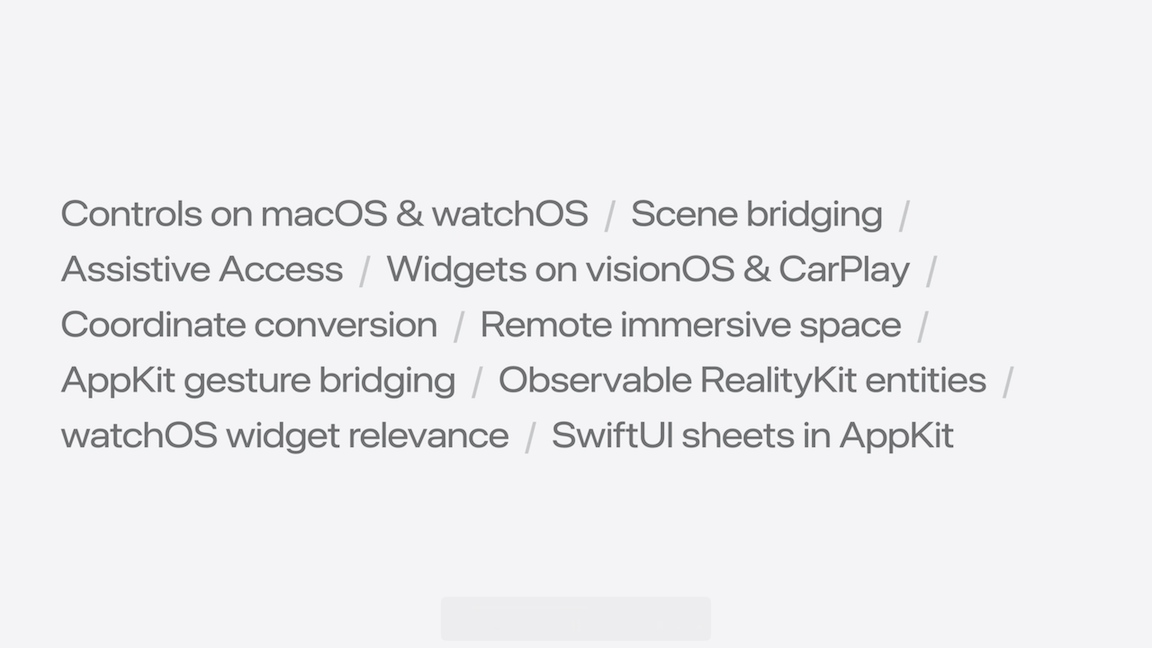 Controls on macOS & watchOS / Scene bridging /
Assistive Access / Widgets on visionOS & CarPlay /
Coordinate conversion / Remote immersive space /
AppKit gesture bridging / Observable RealityKit entities /
watchOS widget relevance / SwiftUI sheets in AppKit